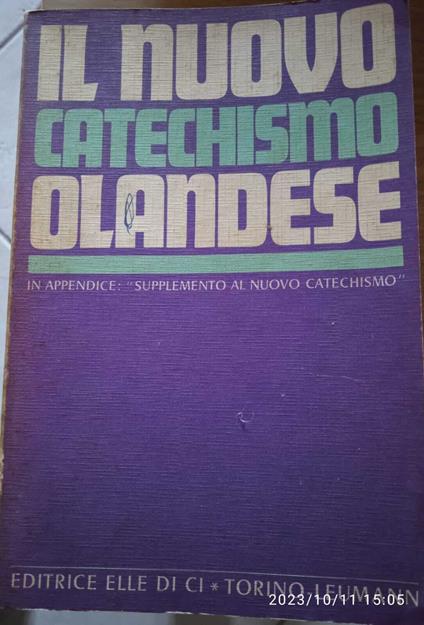 IL NUOVO
CATECHISMO
OLANDESE
IN APPENDICE: "SUPPLEMENTO AL NUOVO CATECHISMO"
EDITRICE ELLE DI CI * TORINO-LEUMANN
2023/10/11 15:05